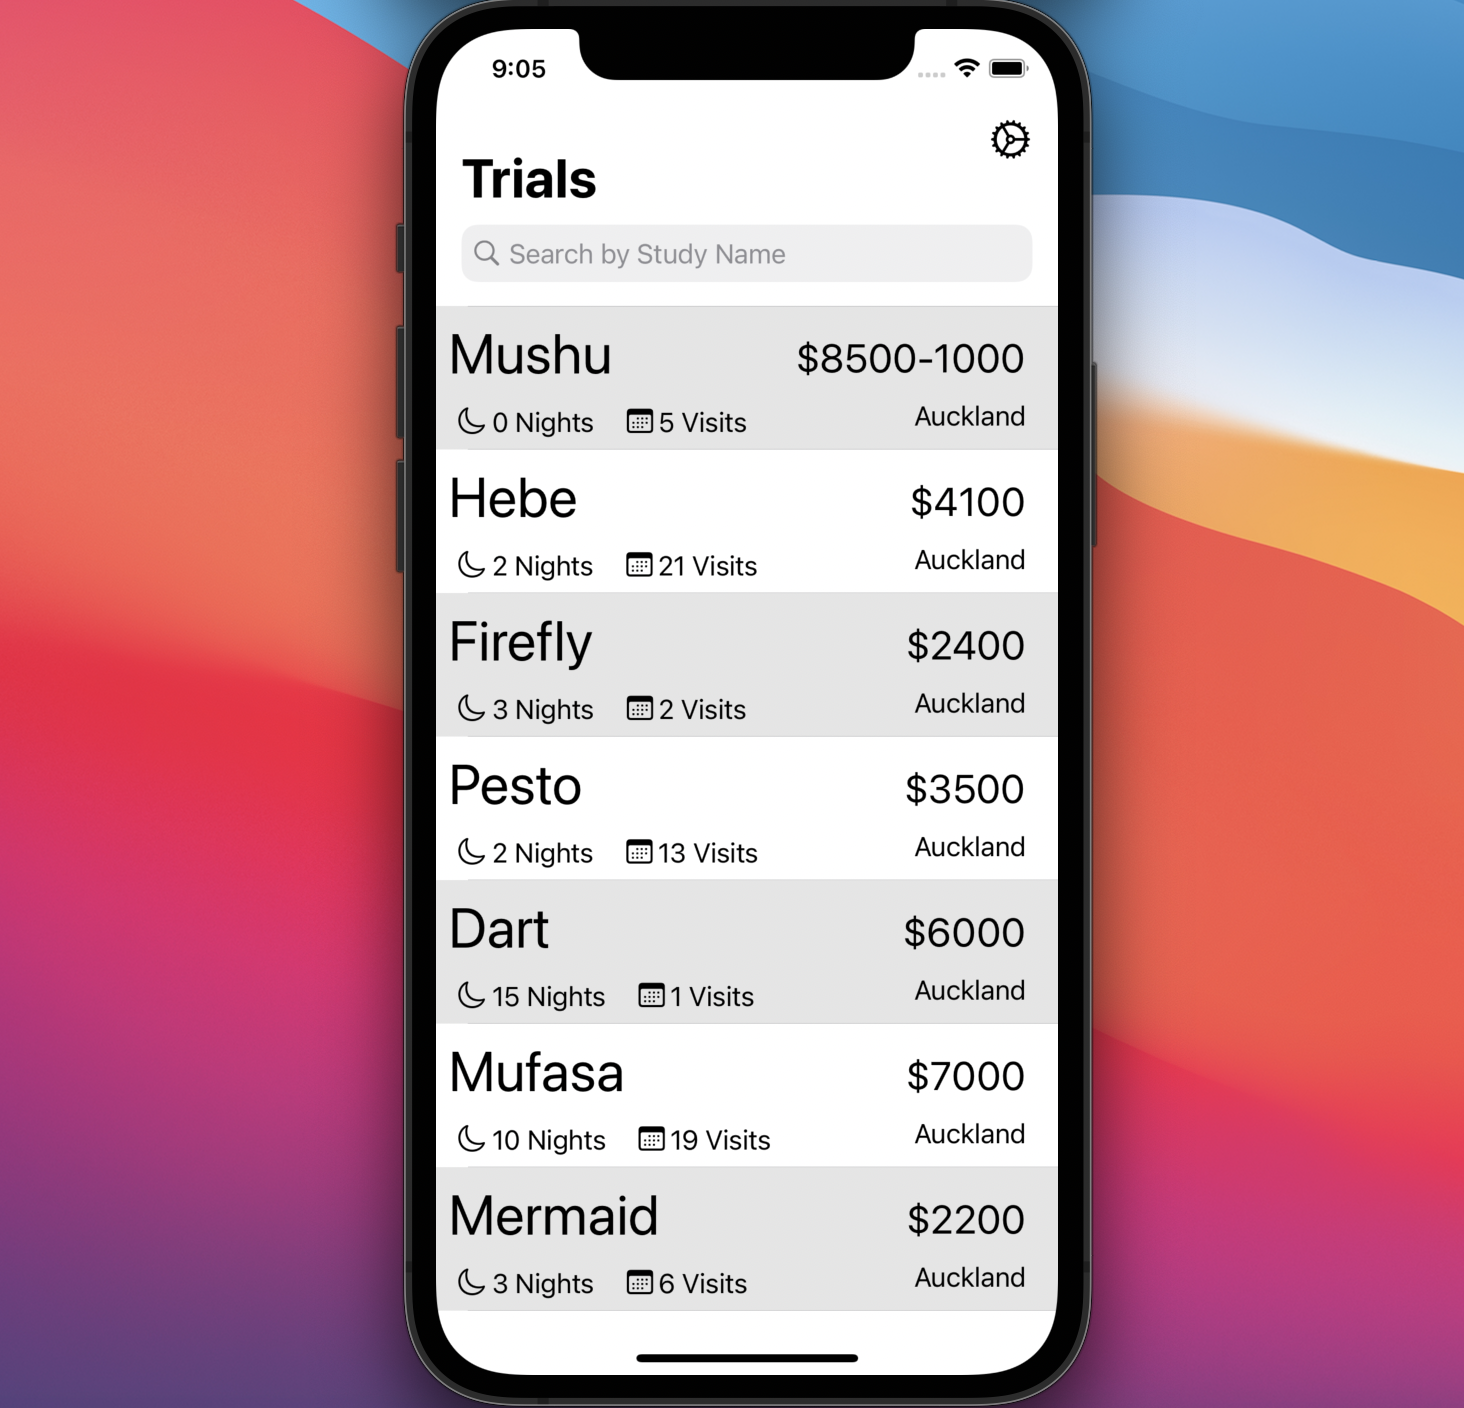 9:05
Trials
Search by Study Name
Mushu $8500-1000
0 Nights 5 Visits Auckland
Hebe $4100
2 Nights 21 Visits Auckland
Firefly $2400
3 Nights 2 Visits Auckland
Pesto $3500
2 Nights 13 Visits Auckland
Dart $6000
15 Nights 1 Visits Auckland
Mufasa $7000
10 Nights 19 Visits Auckland
Mermaid $2200
3 Nights 6 Visits Auckland